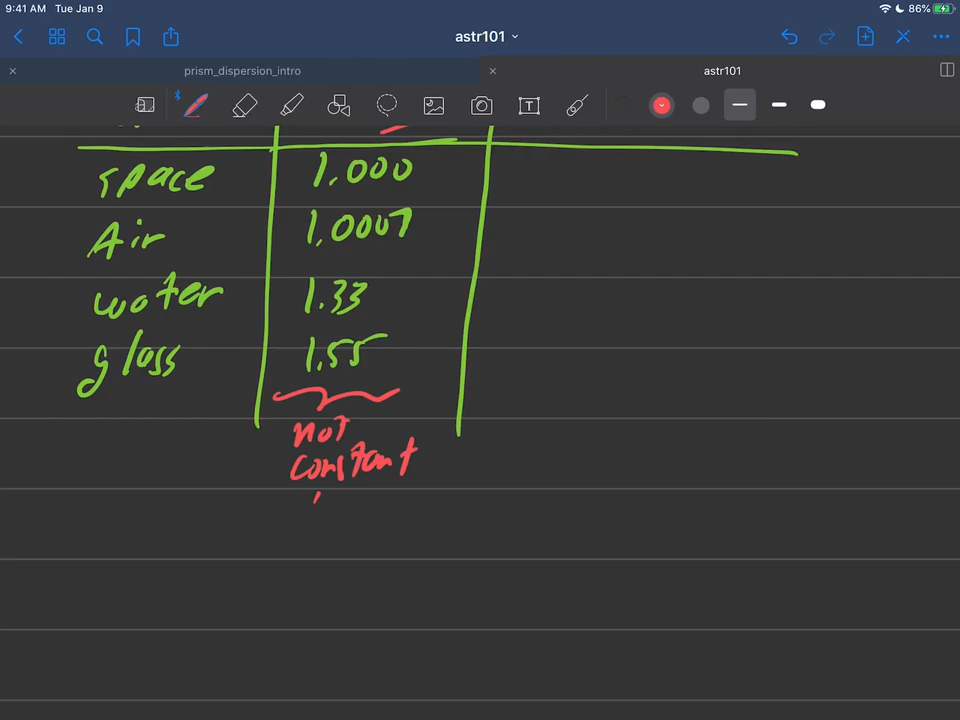 9:41 AM Tue Jan 9 86%
astr101
prism_dispersion_intro astr101
T
space 1.000
Air 1.0007
water 1.33
glass 1.55
not
constant